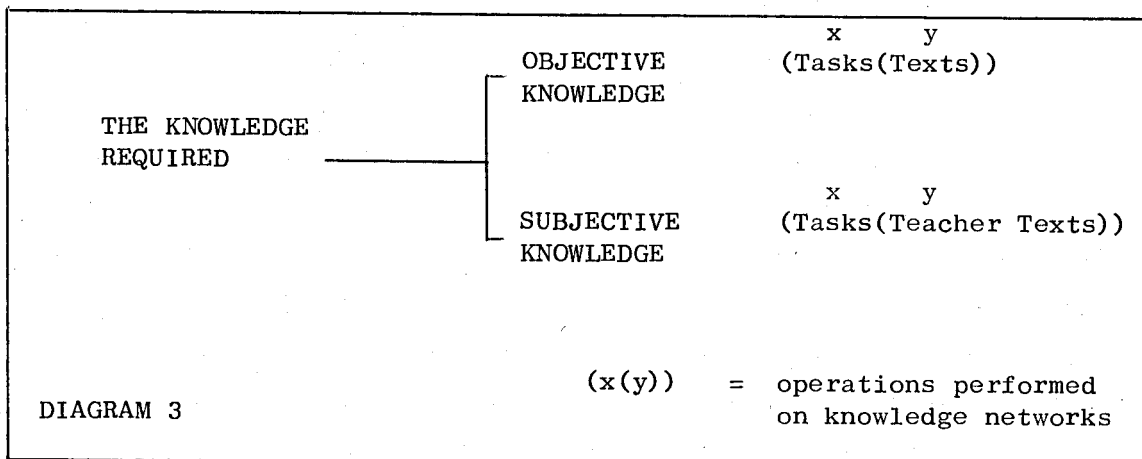 x y
OBJECTIVE (Tasks(Texts))
KNOWLEDGE
THE KNOWLEDGE
REQUIRED
x y
SUBJECTIVE (Tasks(Teacher Texts))
KNOWLEDGE
(x(y)) = operations performed
on knowledge networks
DIAGRAM 3